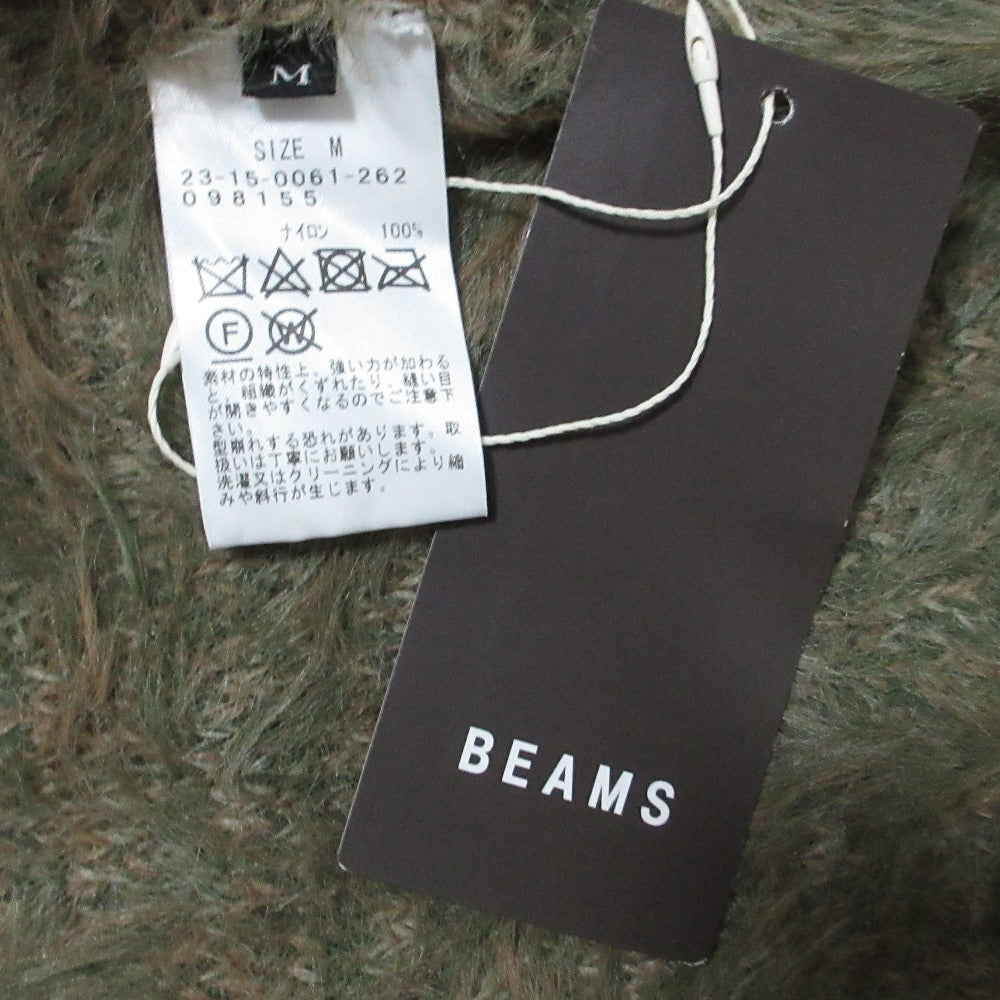 M
SIZE M
23-15-0061-262
098155
ナイロン 100%
F W
素材の特性上、強い力が加わる
と、組織がくずれたり、縫い目
が開きやすくなるのでご注意下
さい。
型崩れする恐れがあります。取
扱いは丁寧にお願いします。
洗濯又はクリーニングにより縮
みや斜行が生じます。
BEAMS